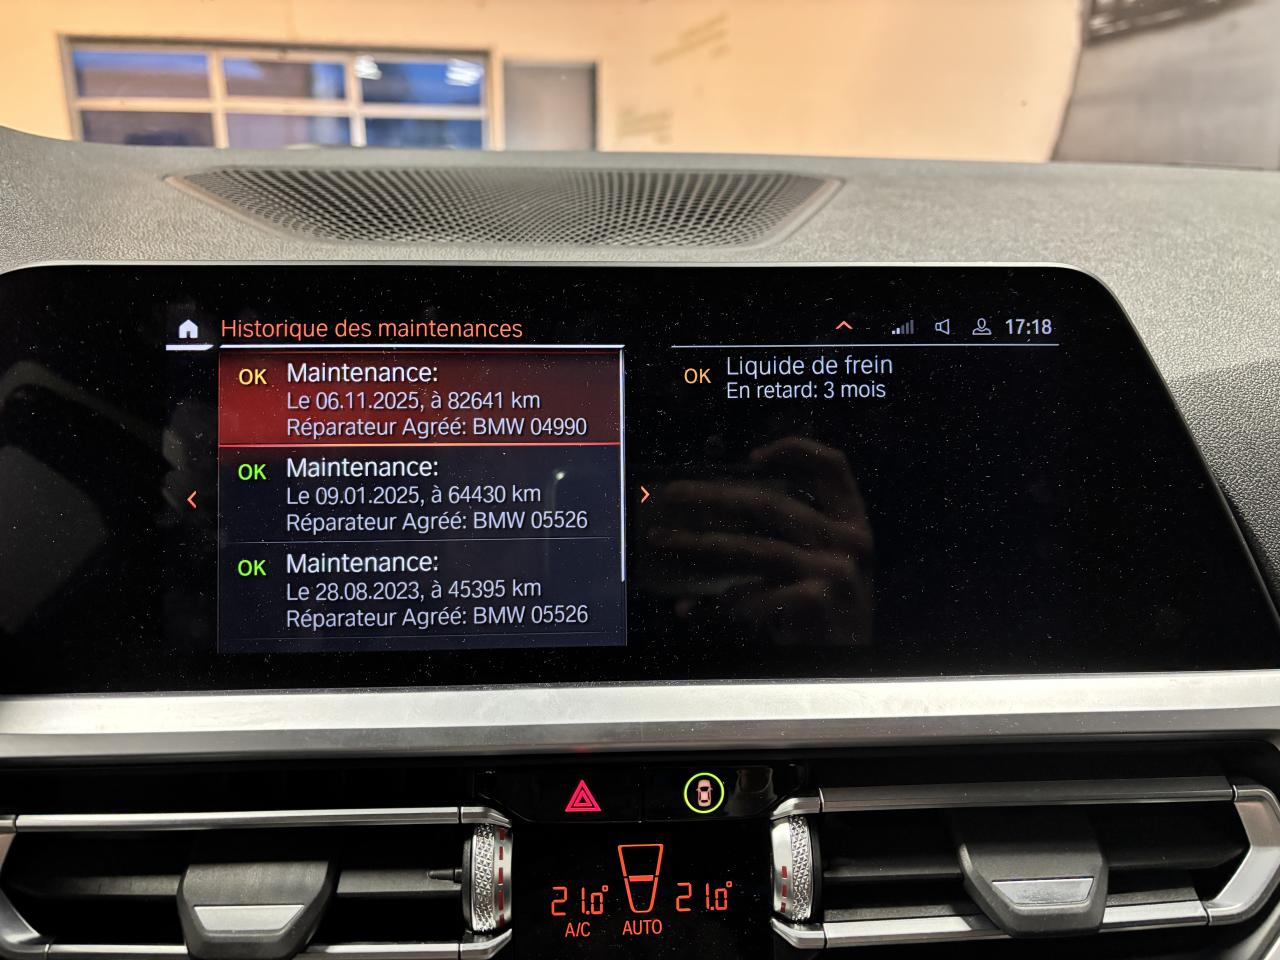 Historique des maintenances
17:18
OK Maintenance:
Le 06.11.2025, à 82641 km
Réparateur Agréé: BMW 04990
OK Maintenance:
Le 09.01.2025, à 64430 km
Réparateur Agréé: BMW 05526
OK Maintenance:
Le 28.08.2023, à 45395 km
Réparateur Agréé: BMW 05526
OK Liquide de frein
En retard: 3 mois
21.0° 21.0°
A/C AUTO